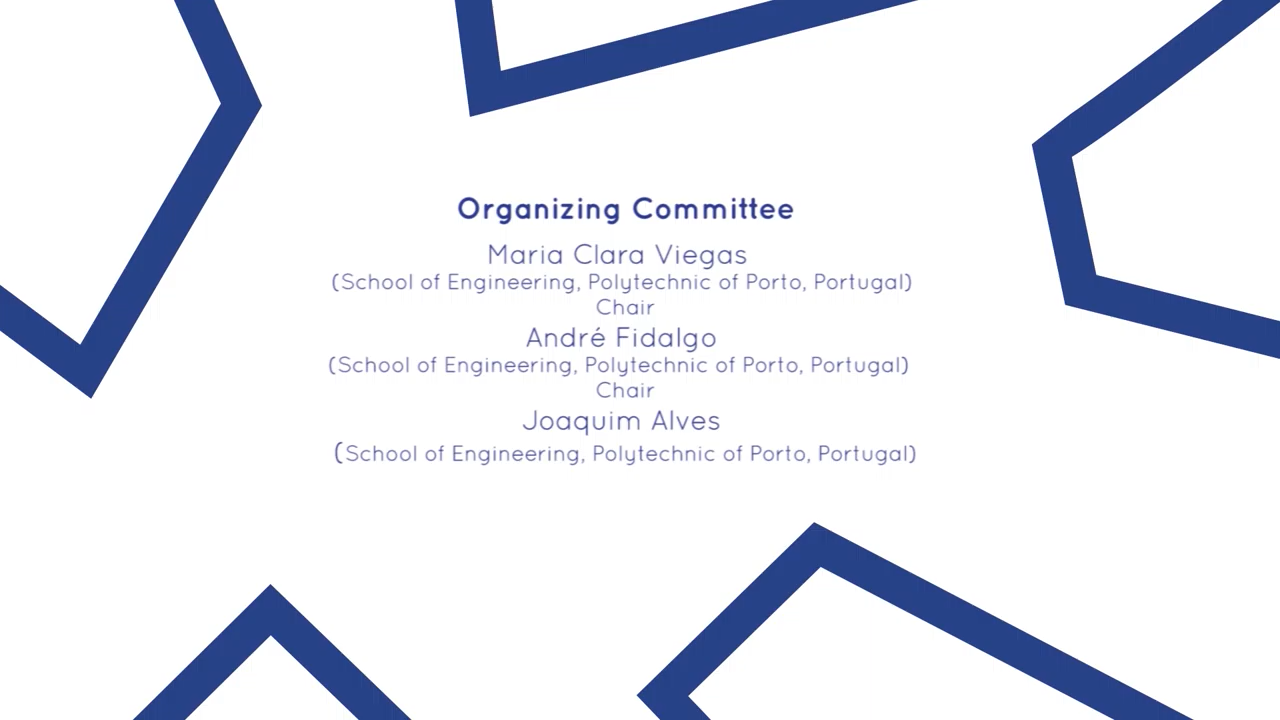 Organizing Committee
Maria Clara Viegas
(School of Engineering, Polytechnic of Porto, Portugal)
Chair
André Fidalgo
(School of Engineering, Polytechnic of Porto, Portugal)
Chair
Joaquim Alves
(School of Engineering, Polytechnic of Porto, Portugal)